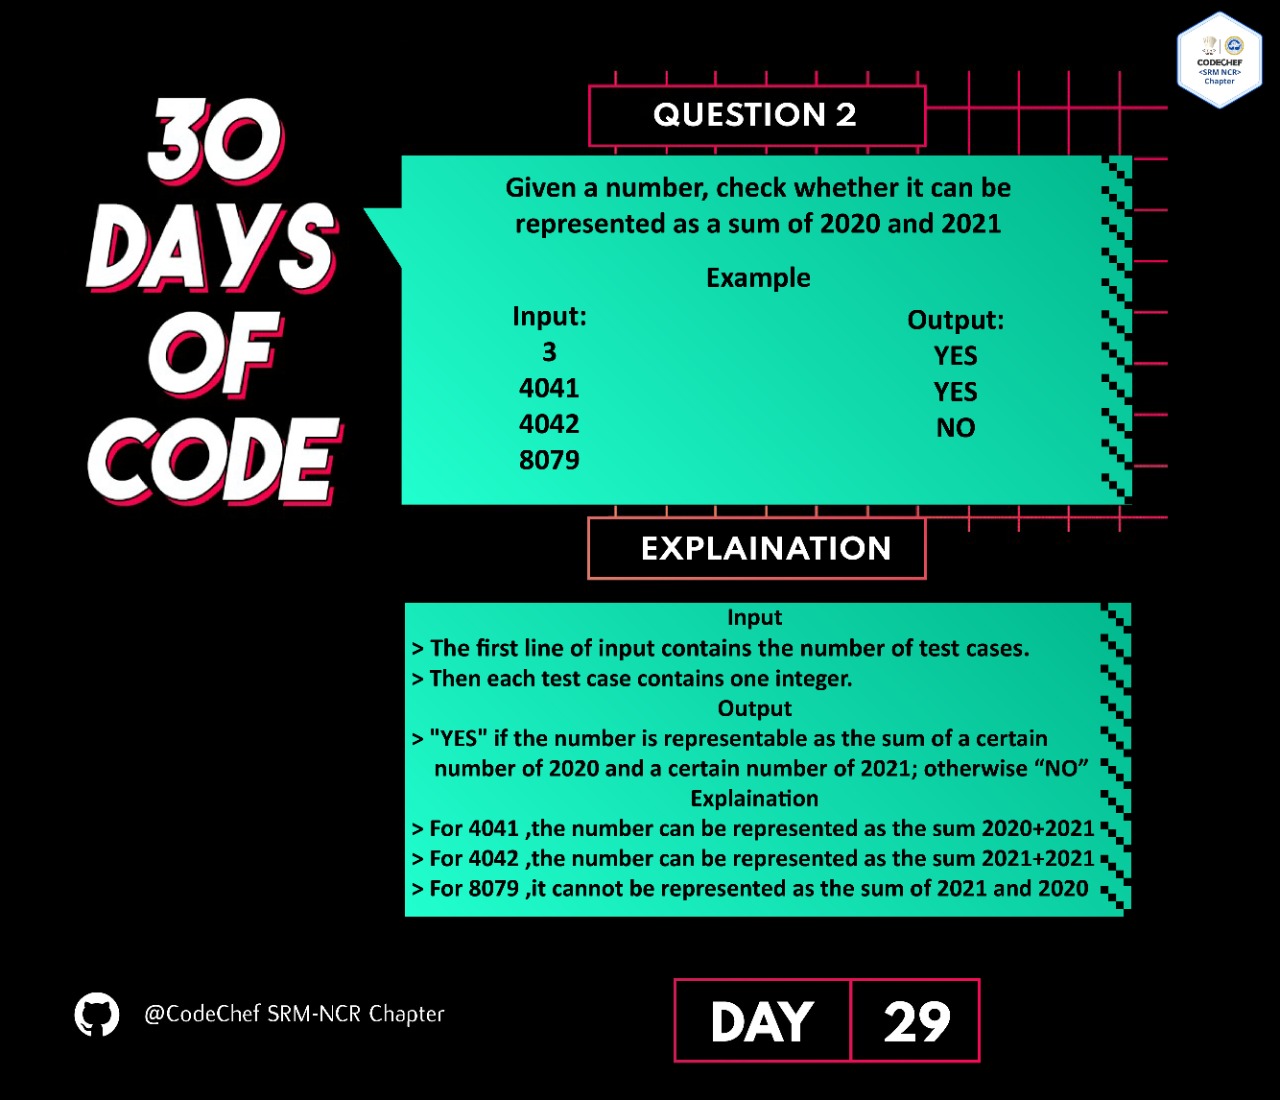 CODECHEF
<SRM NCR>
Chapter
30
DAYS
OF
CODE
QUESTION 2
Given a number, check whether it can be
represented as a sum of 2020 and 2021
Example
Input:
3
4041
4042
8079
Output:
YES
YES
NO
EXPLAINATION
Input
> The first line of input contains the number of test cases.
> Then each test case contains one integer.
Output
> "YES" if the number is representable as the sum of a certain
number of 2020 and a certain number of 2021; otherwise “NO”
Explaination
> For 4041 ,the number can be represented as the sum 2020+2021
> For 4042 ,the number can be represented as the sum 2021+2021
> For 8079 ,it cannot be represented as the sum of 2021 and 2020
@CodeChef SRM-NCR Chapter
DAY 29